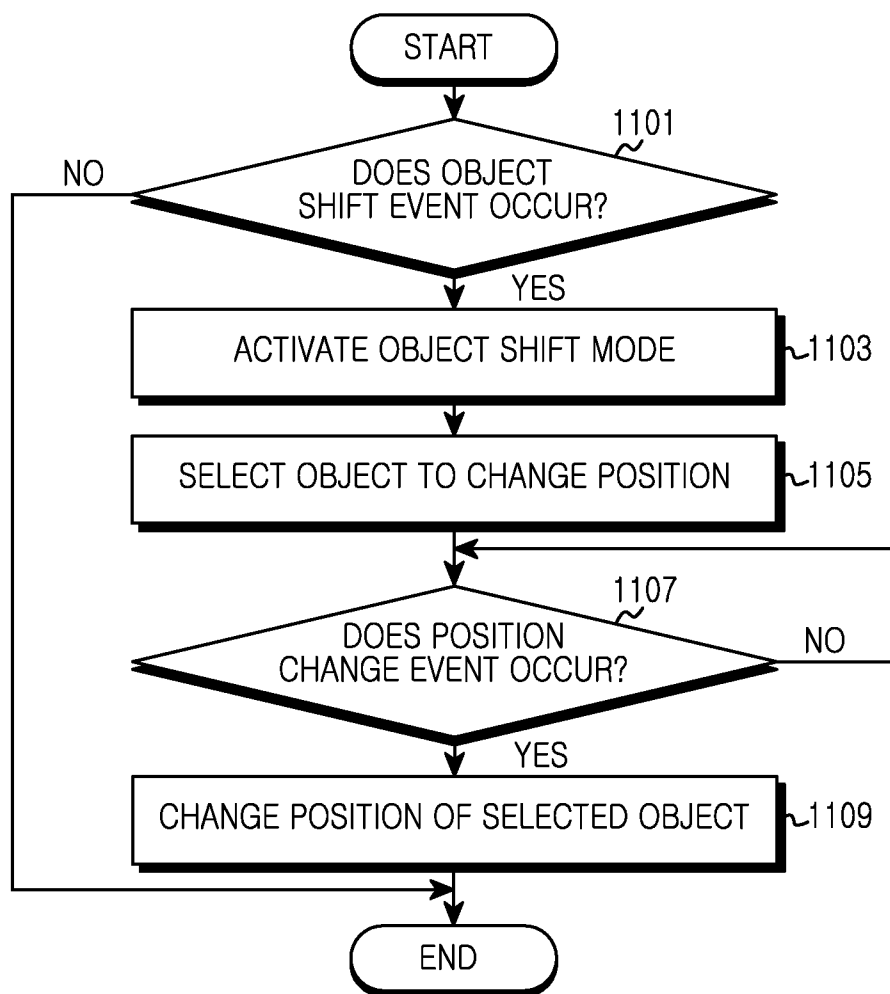 START
1101
NO
DOES OBJECT
SHIFT EVENT OCCUR?
YES
ACTIVATE OBJECT SHIFT MODE
1103
SELECT OBJECT TO CHANGE POSITION
1105
1107
DOES POSITION
CHANGE EVENT OCCUR?
NO
YES
CHANGE POSITION OF SELECTED OBJECT
1109
END